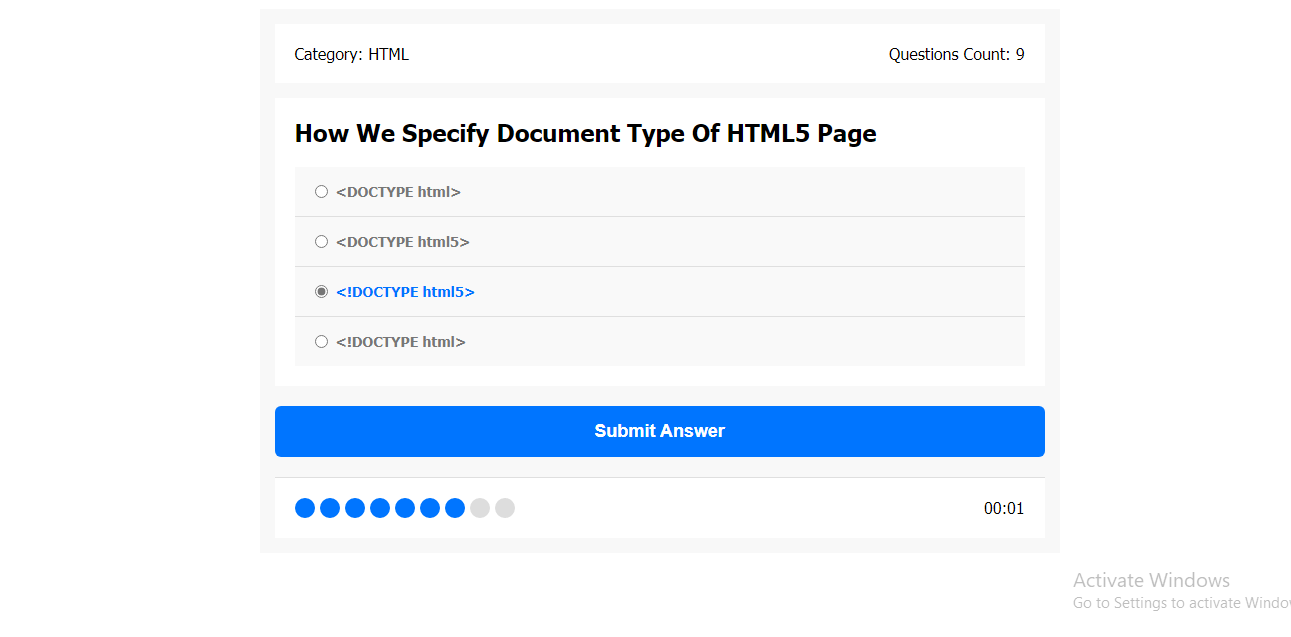 Category: HTML
Questions Count: 9
How We Specify Document Type Of HTML5 Page
<DOCTYPE html>
<DOCTYPE html5>
<!DOCTYPE html5>
<!DOCTYPE html>
Submit Answer
00:01
Activate Windows
Go to Settings to activate Windo